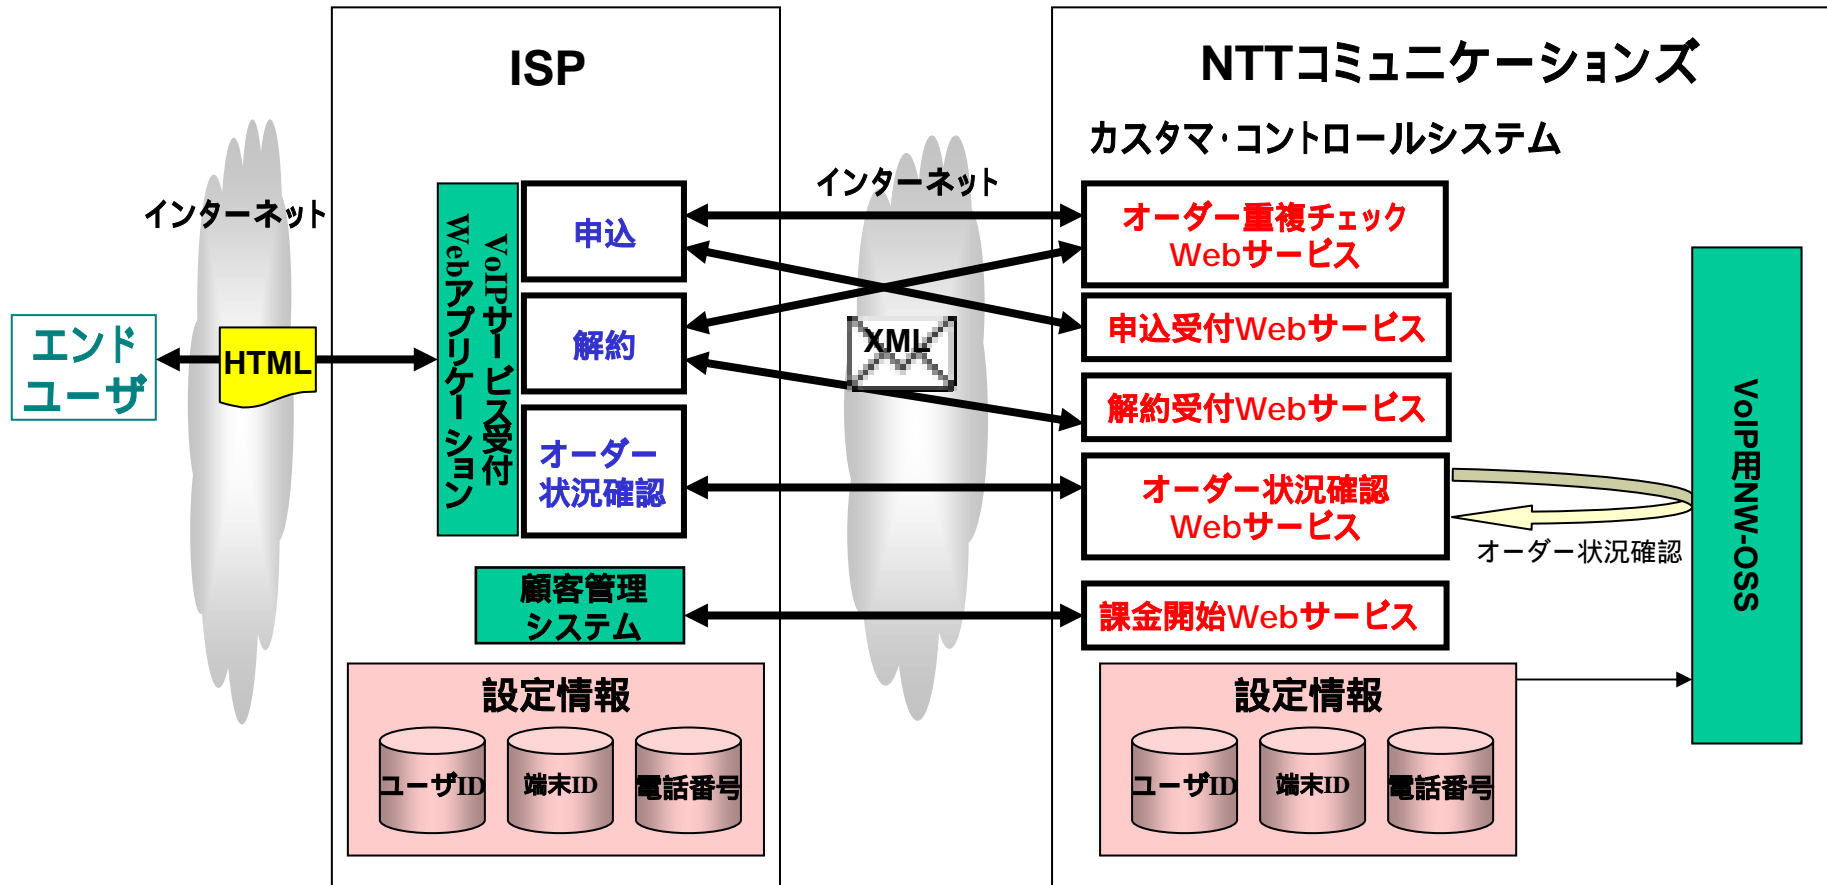 ISP
NTTコミュニケーションズ
カスタマ・コントロールシステム
インターネット
インターネット
エンド
ユーザ
HTML
VoIPサービス受付
Webアプリケーション
申込
解約
オーダー
状況確認
顧客管理
システム
XML
オーダー重複チェック
Webサービス
申込受付Webサービス
解約受付Webサービス
オーダー状況確認
Webサービス
課金開始Webサービス
オーダー状況確認
VoIP用NW-OSS
設定情報
ユーザID
端末ID
電話番号
設定情報
ユーザID
端末ID
電話番号